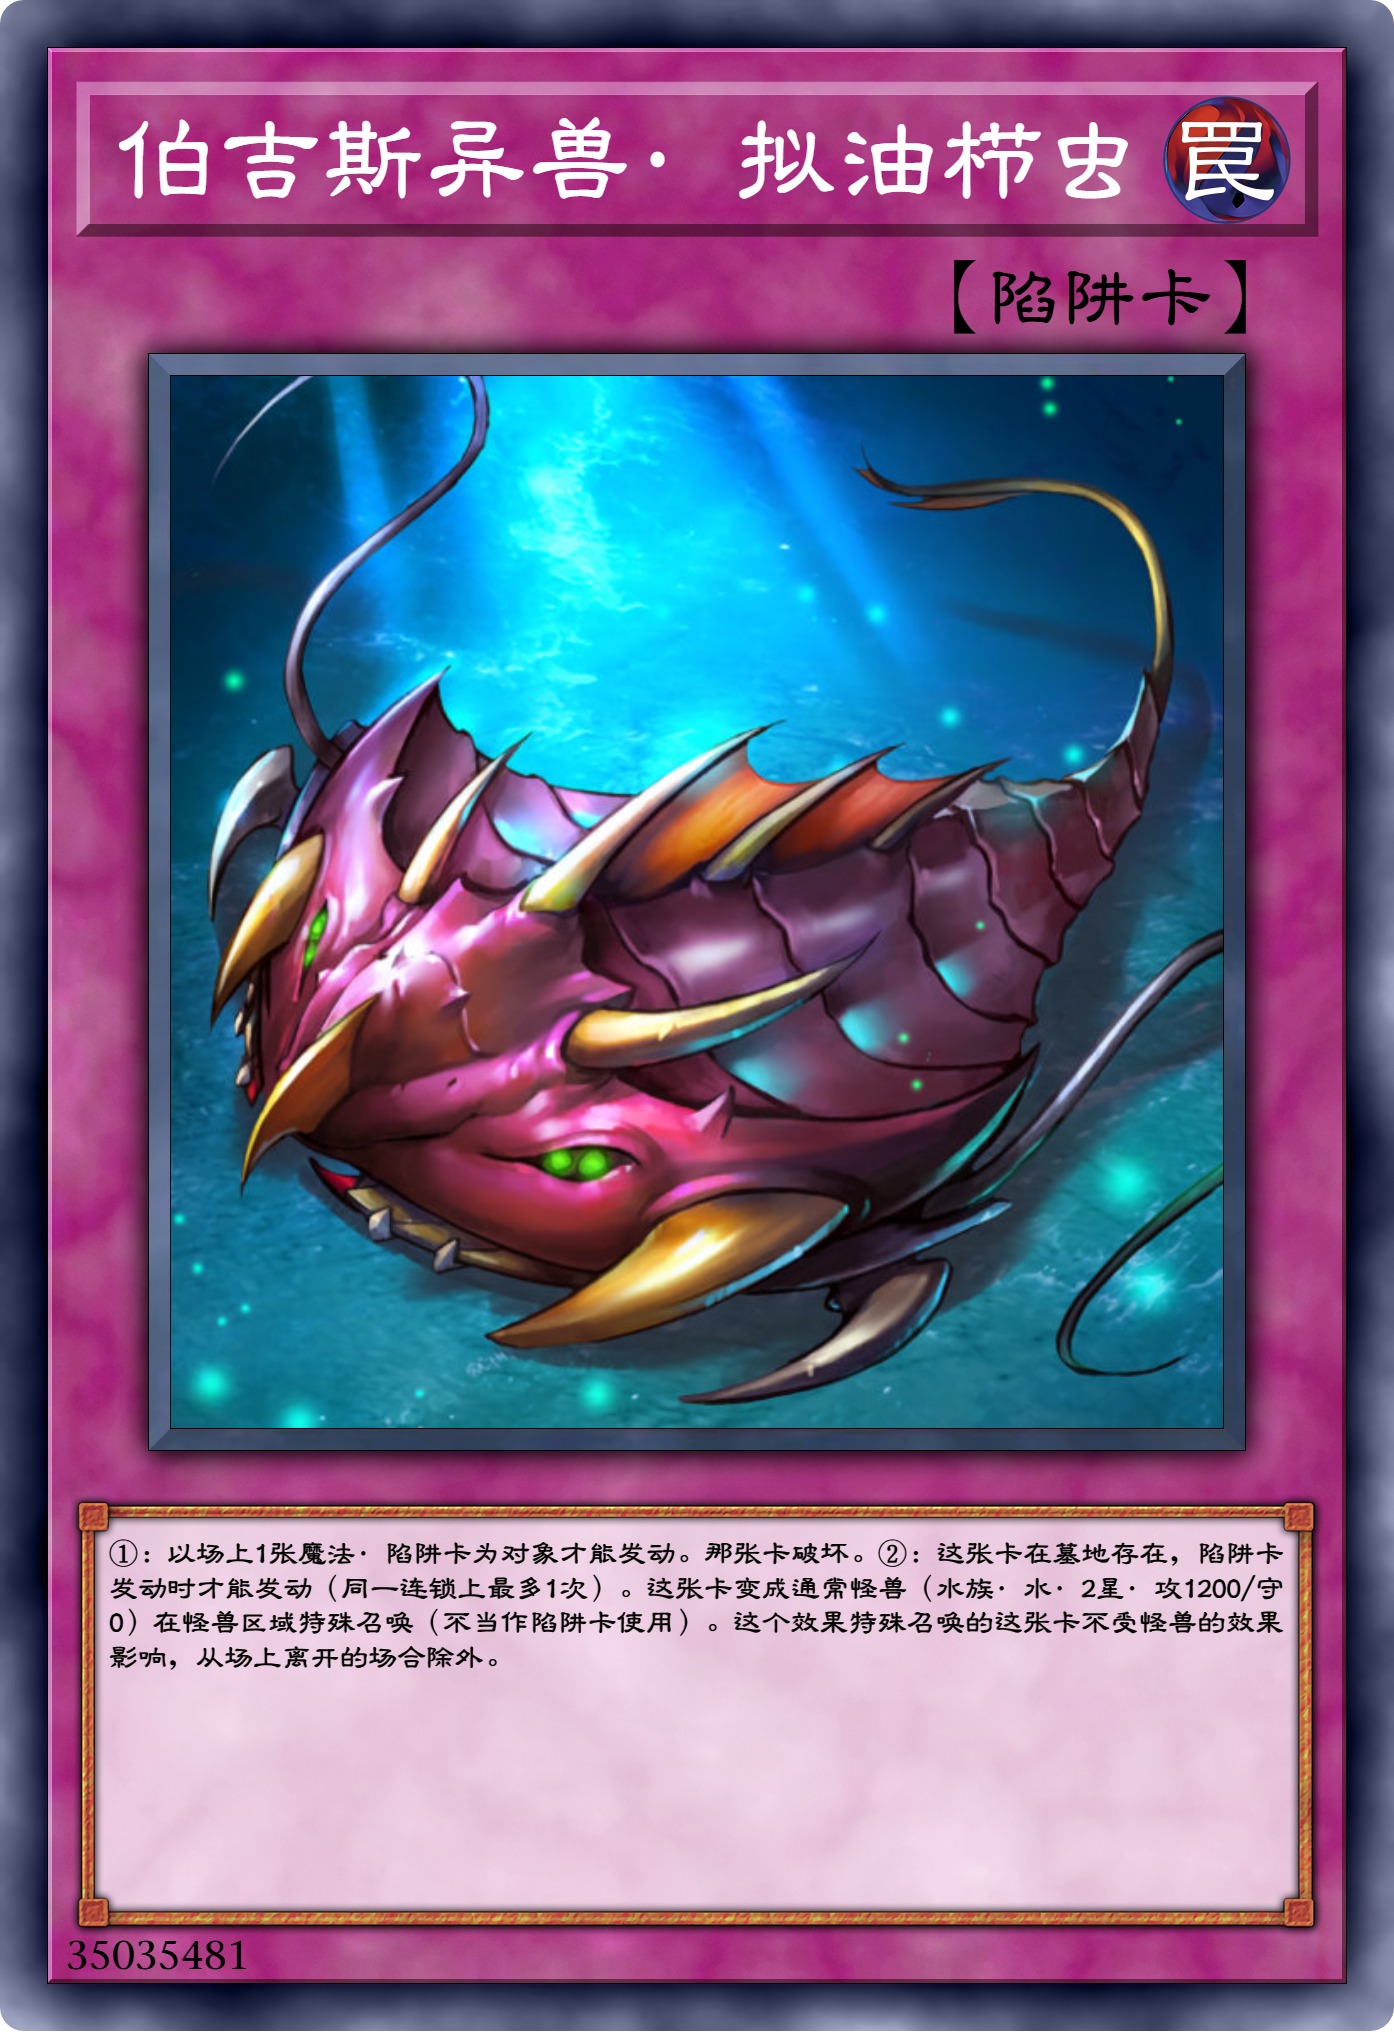 伯吉斯异兣·拟油栉虫 罠
【陷阱卡】
①：以场上1张魔法·陷阱卡为对象才能发动。那张卡破坏。②：这张卡在墓地存在，陷阱卡
发动时才能发动（同一连锁上最多1次）。这张卡变成通常怪兽（水族·水·2星·攻1200/守
0）在怪兽区域特殊召唤（不当作陷阱卡使用）。这个效果特殊召唤的这张卡不受怪兽的效果
影响，从场上离开的场合除外。
35035481